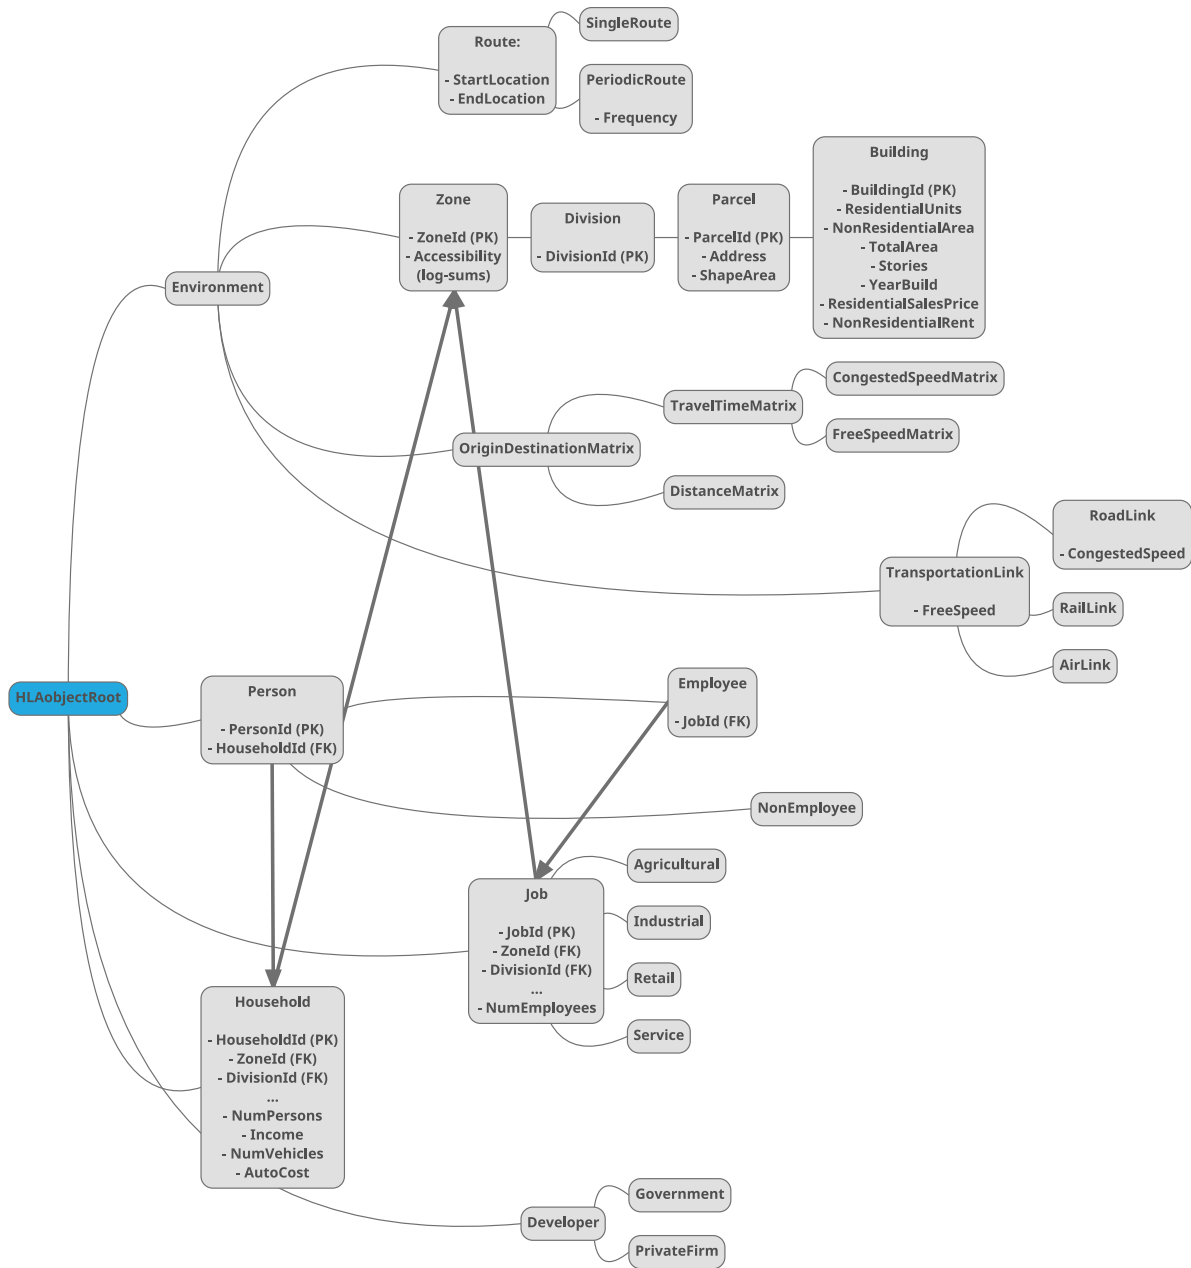 SingleRoute
Route:
- StartLocation
- EndLocation
PeriodicRoute
- Frequency
Building
- BuildingId (PK)
- ResidentialUnits
- NonResidentialArea
- TotalArea
- Stories
- YearBuild
- ResidentialSalesPrice
- NonResidentialRent
Zone
- ZoneId (PK)
- Accessibility
(log-sums)
Division
- DivisionId (PK)
Parcel
- ParcelId (PK)
- Address
- ShapeArea
Environment
CongestedSpeedMatrix
TravelTimeMatrix
FreeSpeedMatrix
OriginDestinationMatrix
DistanceMatrix
RoadLink
- CongestedSpeed
TransportationLink
- FreeSpeed
RailLink
AirLink
HLAobjectRoot
Person
- PersonId (PK)
- HouseholdId (FK)
Employee
- JobId (FK)
NonEmployee
Agricultural
Job
- JobId (PK)
- ZoneId (FK)
- DivisionId (FK)
...
- NumEmployees
Industrial
Retail
Service
Household
- HouseholdId (PK)
- ZoneId (FK)
- DivisionId (FK)
...
- NumPersons
- Income
- NumVehicles
- AutoCost
Government
Developer
PrivateFirm